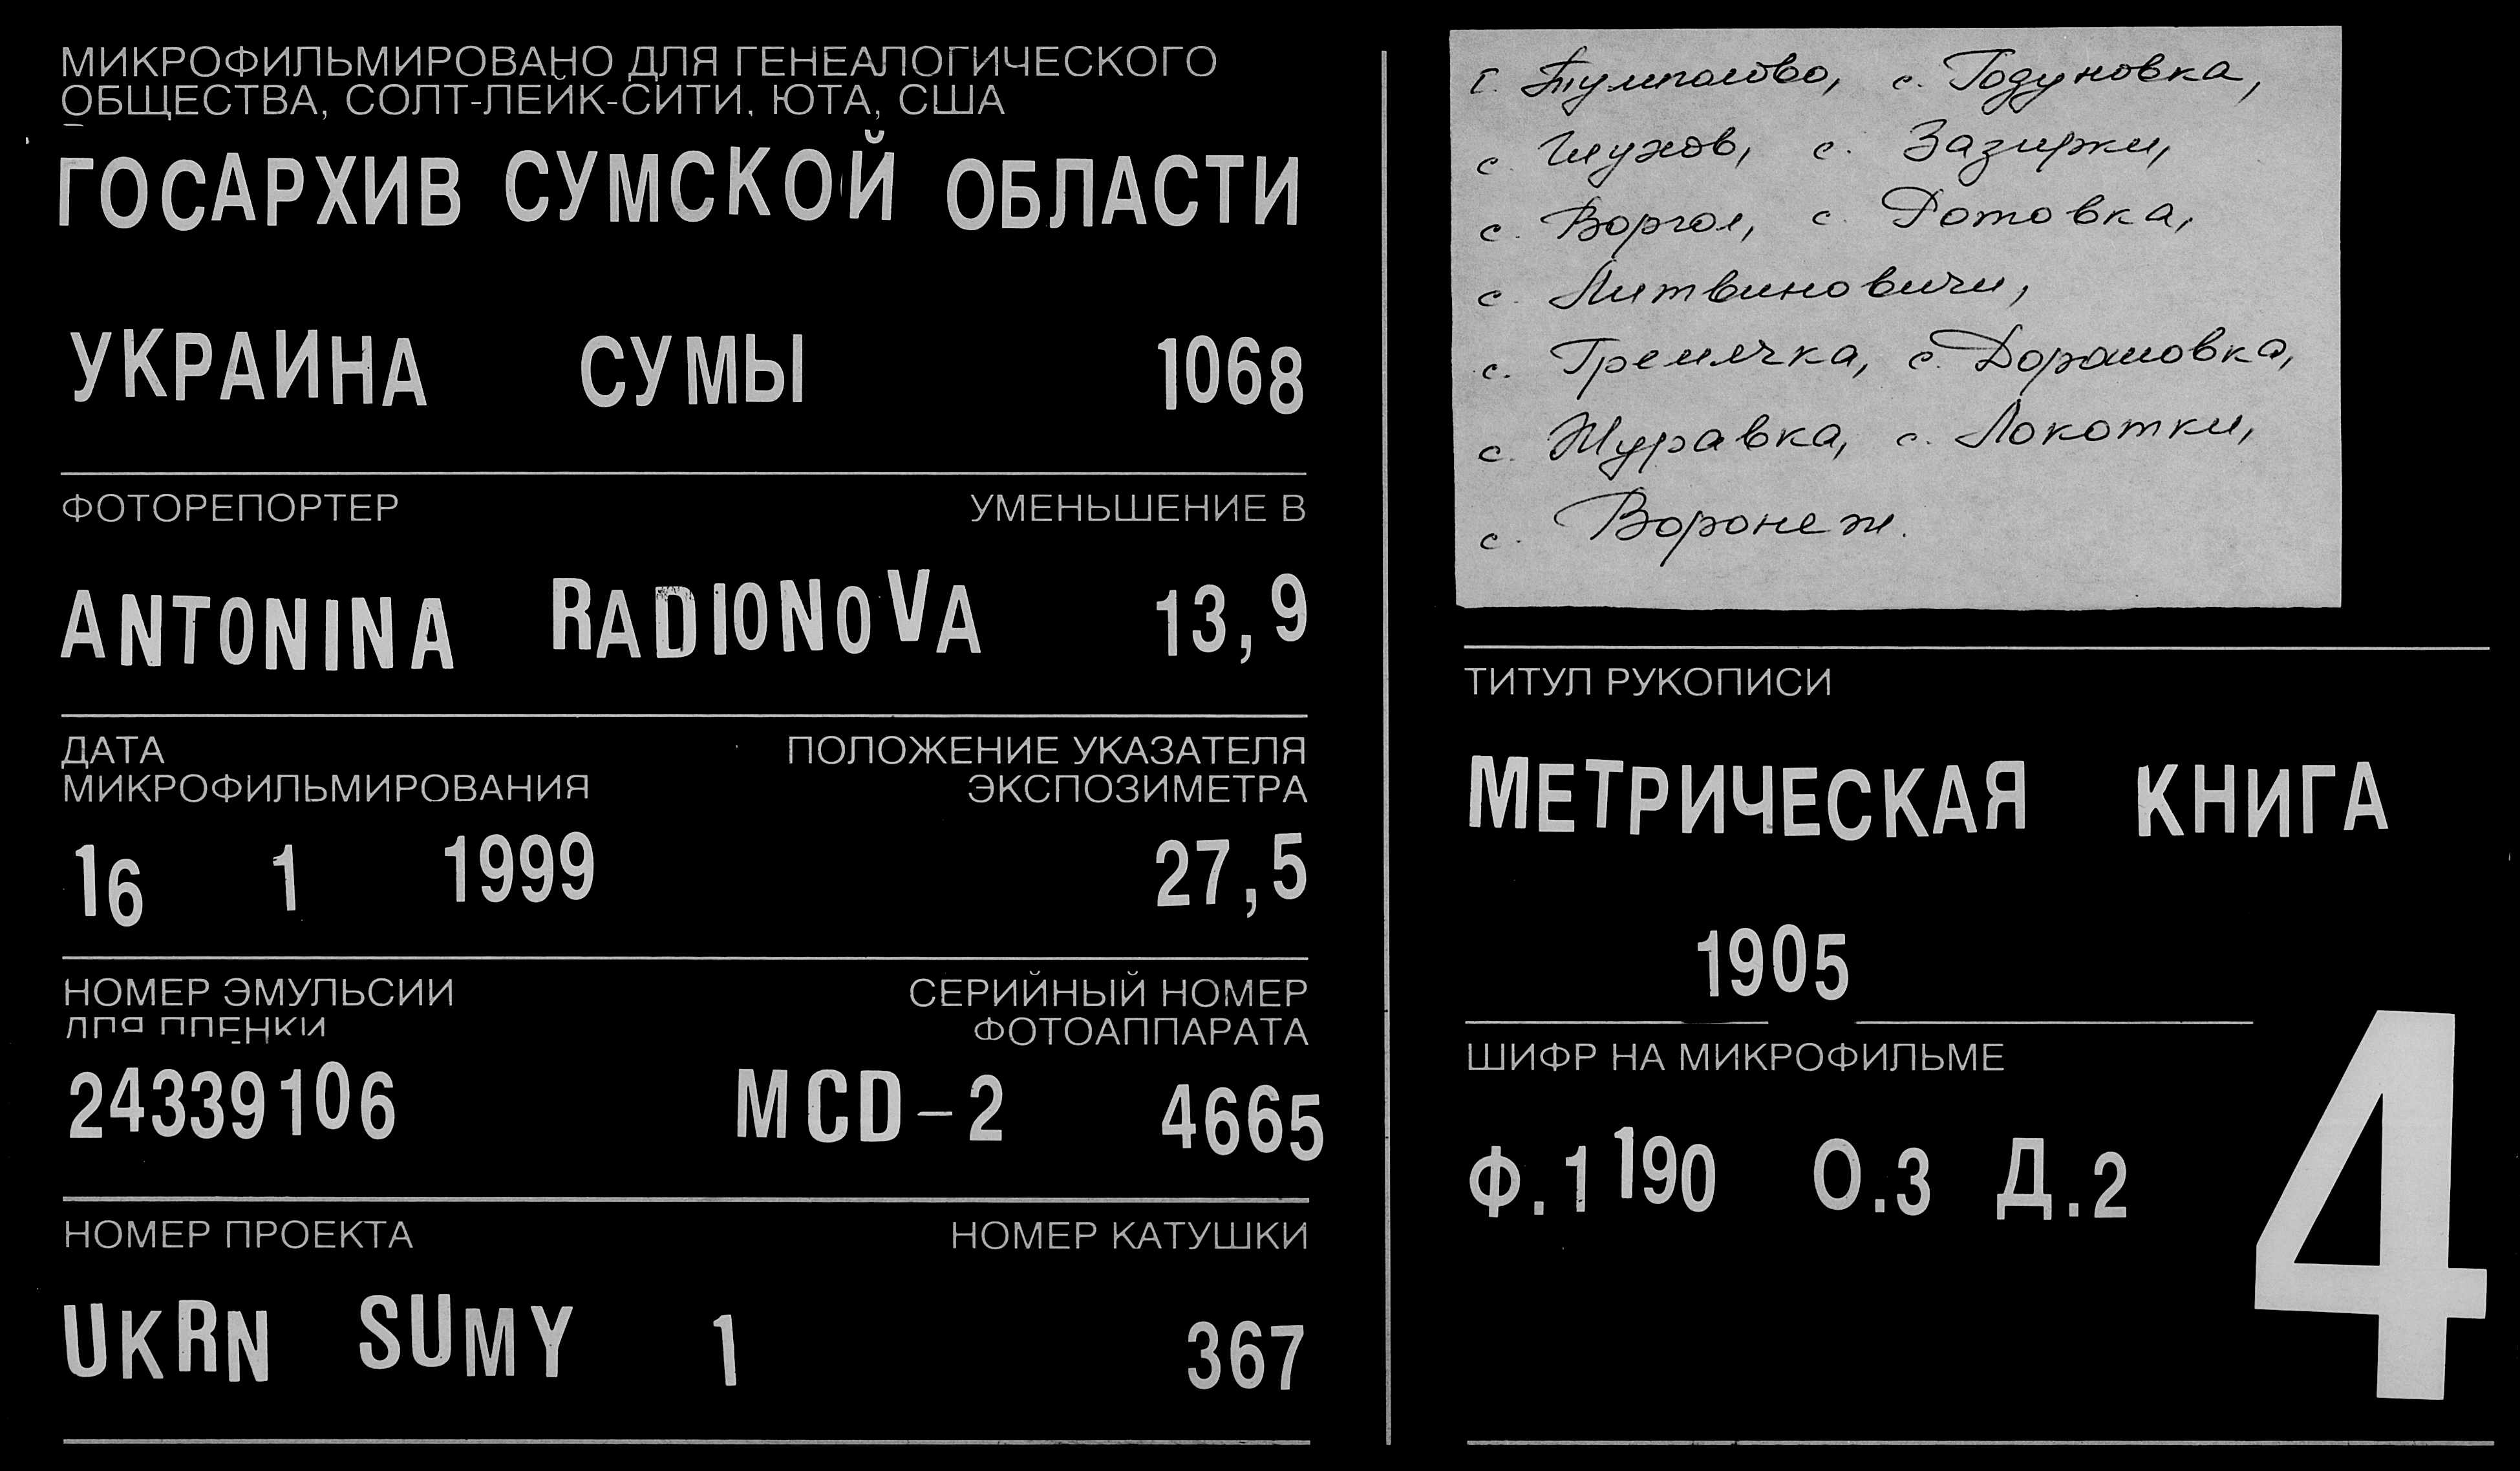 МИКРОФИЛЬМИРОВАНО ДЛЯ ГЕНЕАЛОГИЧЕСКОГО
ОБЩЕСТВА, СОЛТ-ЛЕЙК-СИТИ, ЮТА, США
ГОСАРХИВ СУМСКОЙ ОБЛАСТИ
УКРАИНА СУМЫ 1068
ФОТОРЕПОРТЕР УМЕНЬШЕНИЕ В
ANTONINA RADIONOVA 13,9
ДАТА ПОЛОЖЕНИЕ УКАЗАТЕЛЯ
МИКРОФИЛЬМИРОВАНИЯ ЭКСПОЗИМЕТРА
16 1 1999 27,5
НОМЕР ЭМУЛЬСИИ СЕРИЙНЫЙ НОМЕР
ДЛЯ ПЛЕНКИ ФОТОАППАРАТА
24339106 MCD-2 4665
НОМЕР ПРОЕКТА НОМЕР КАТУШКИ
UKRN SUMY 1 367
с. Годуновка,
с. Глухов, с. Зазирки,
с. Воргол, с. Фотовка,
с. Литвиновичи,
с. Гремячка, с. Дорошовка,
с. Журавка, с. Локотки,
с. Воронеж.
ТИТУЛ РУКОПИСИ
МЕТРИЧЕСКАЯ КНИГА
1905
ШИФР НА МИКРОФИЛЬМЕ
Ф.1190 О.3 Д.2
4